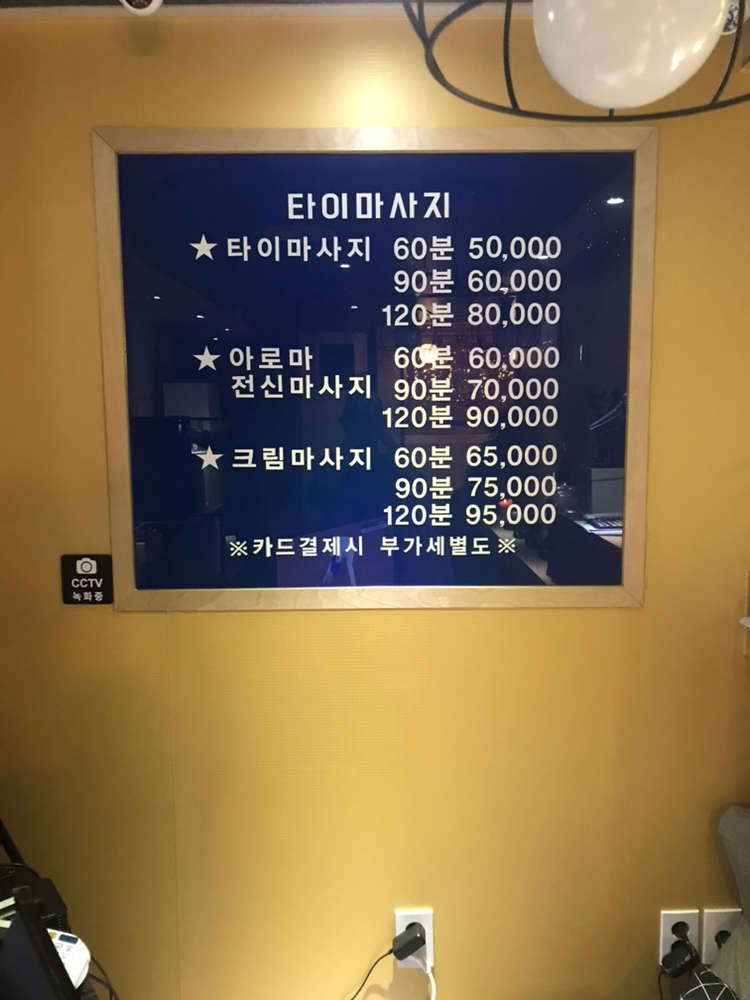 타이마사지
★타이마사지 60분 50,000
90분 60,000
120분 80,000
★아로마 60분 60,000
전신마사지 90분 70,000
120분 90,000
★크림마사지 60분 65,000
90분 75,000
120분 95,000
※카드결제시 부가세별도※
CCTV
녹화중